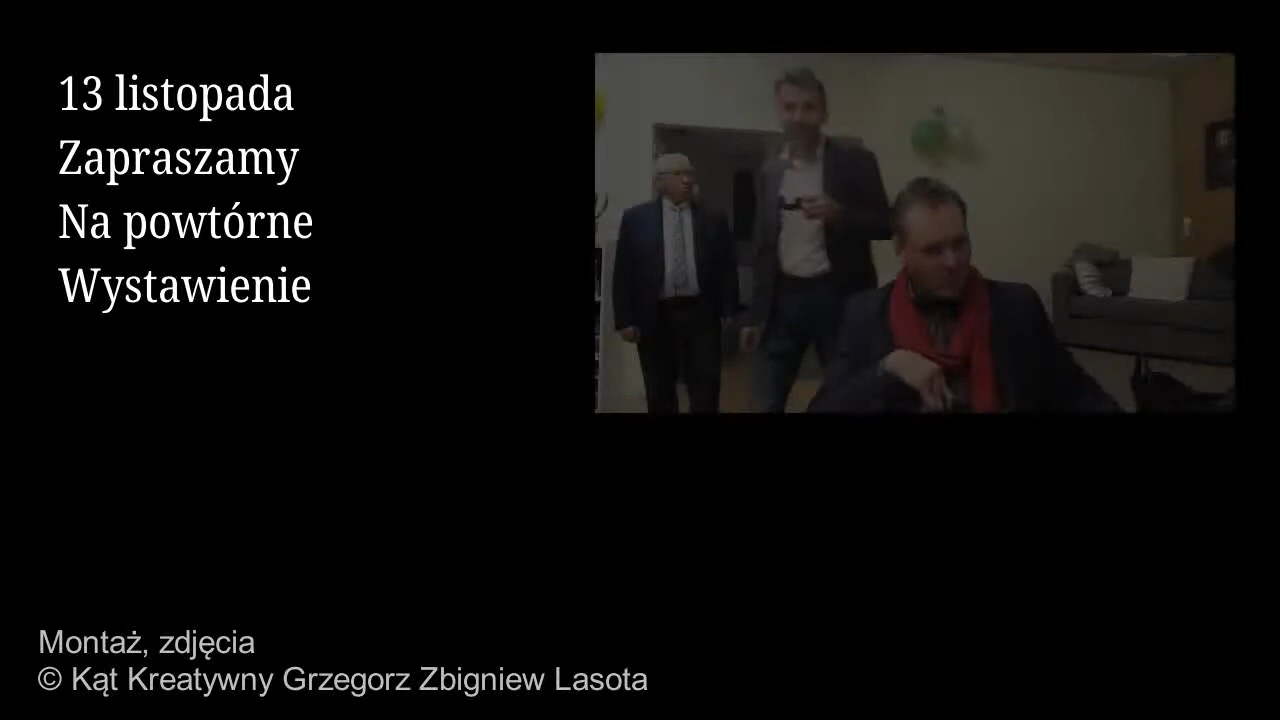 13 listopada
Zapraszamy
Na powtórne
Wystawienie
Montaż, zdjęcia
© Kąt Kreatywny Grzegorz Zbigniew Lasota